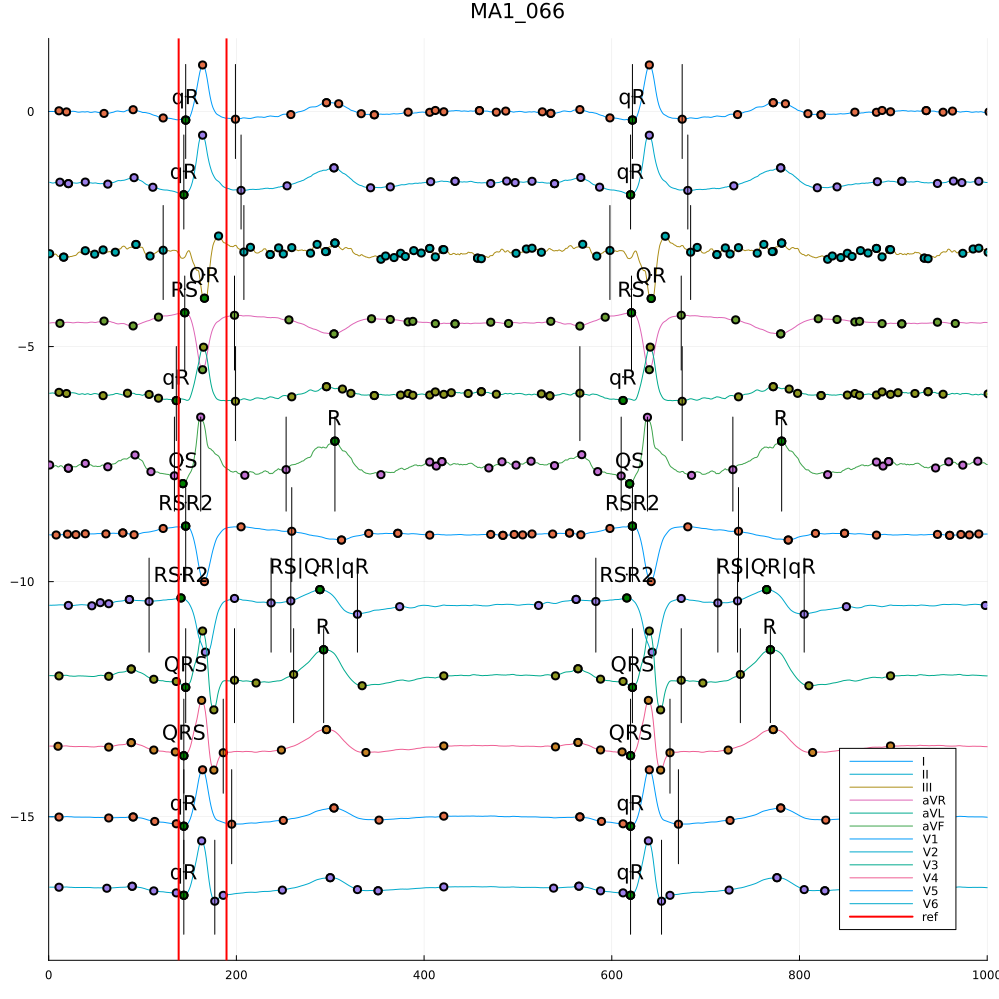 MA1_066
0
qR qR
qR qR
QR QR
RS RS
−5
qR qR
R R
QS QS
RSR2 RSR2
RS|QR|qR RS|QR|qR
−10
RSR2 RSR2
R R
QRS QRS
QRS QRS
I
II
III
aVR
aVL
aVF
V1
V2
V3
V4
V5
V6
ref
qR qR
−15
qR qR
0 200 400 600 800 1000